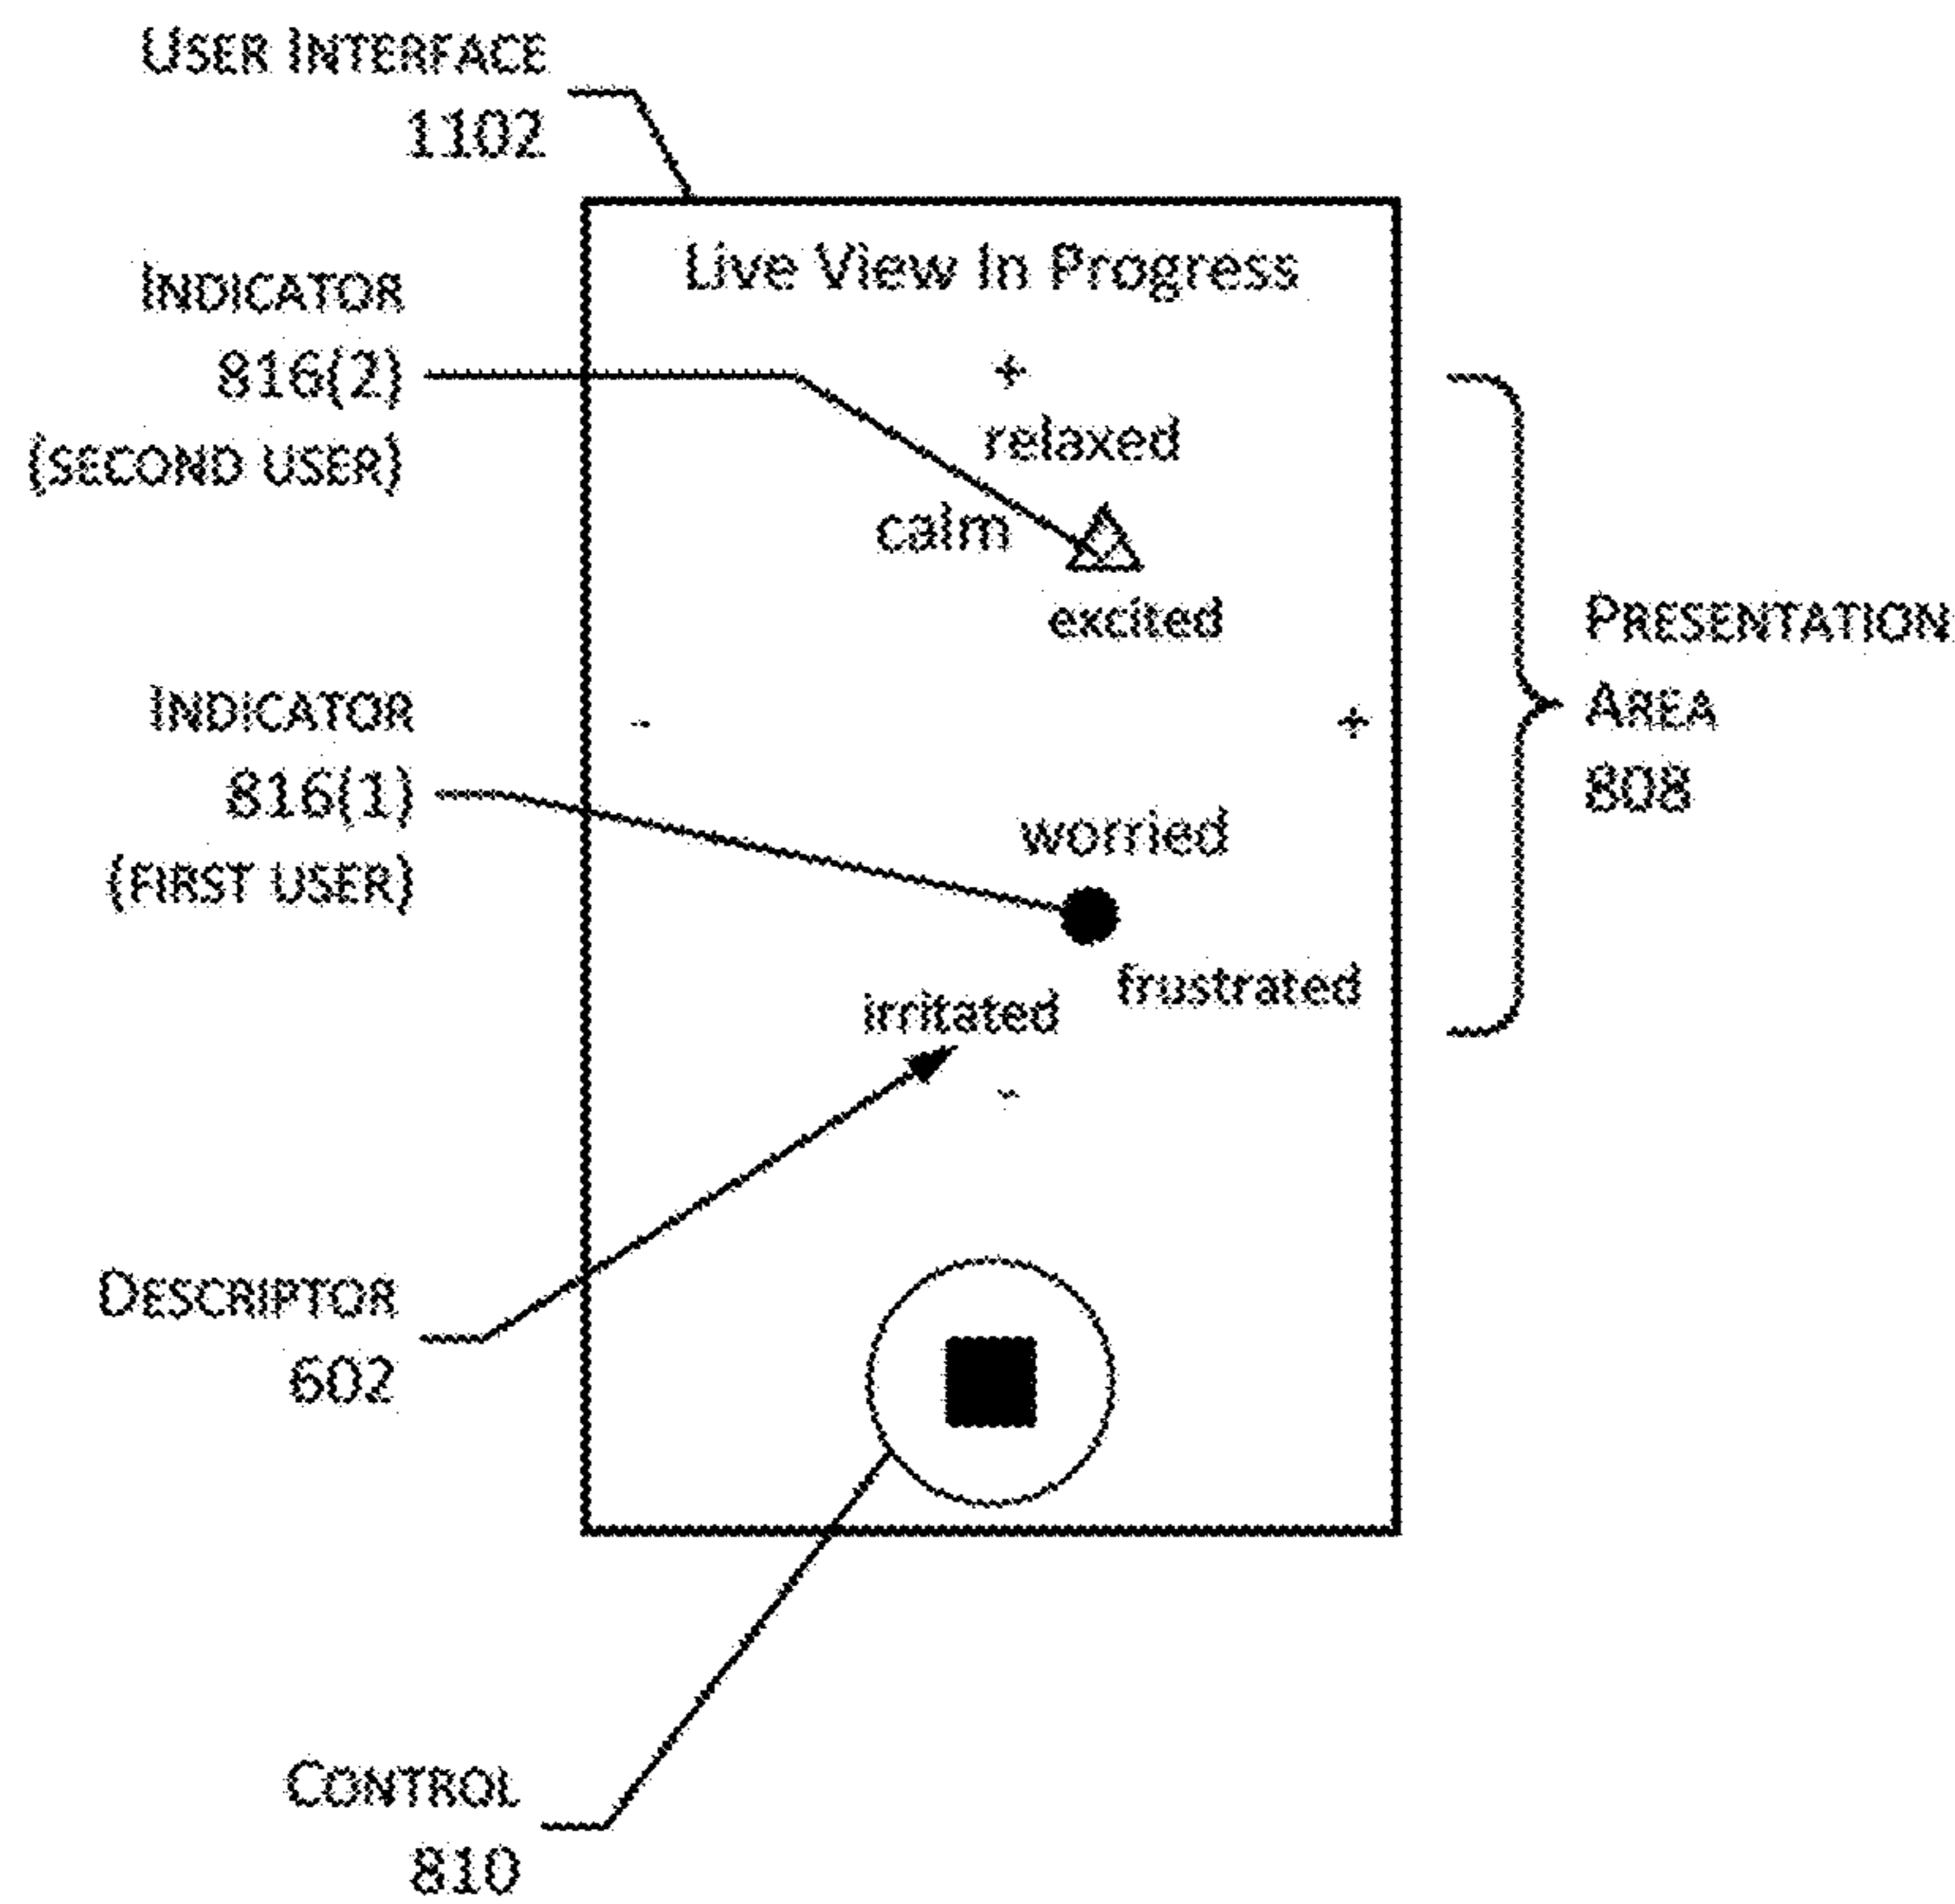 USER INTERFACE
1102
INDICATOR
816(2)
(SECOND USER)
INDICATOR
816(1)
(FIRST USER)
DESCRIPTOR
602
CONTROL
810
Live View In Progress
+
relaxed
calm
excited
-
+
worried
frustrated
irritated
-
PRESENTATION
AREA
808